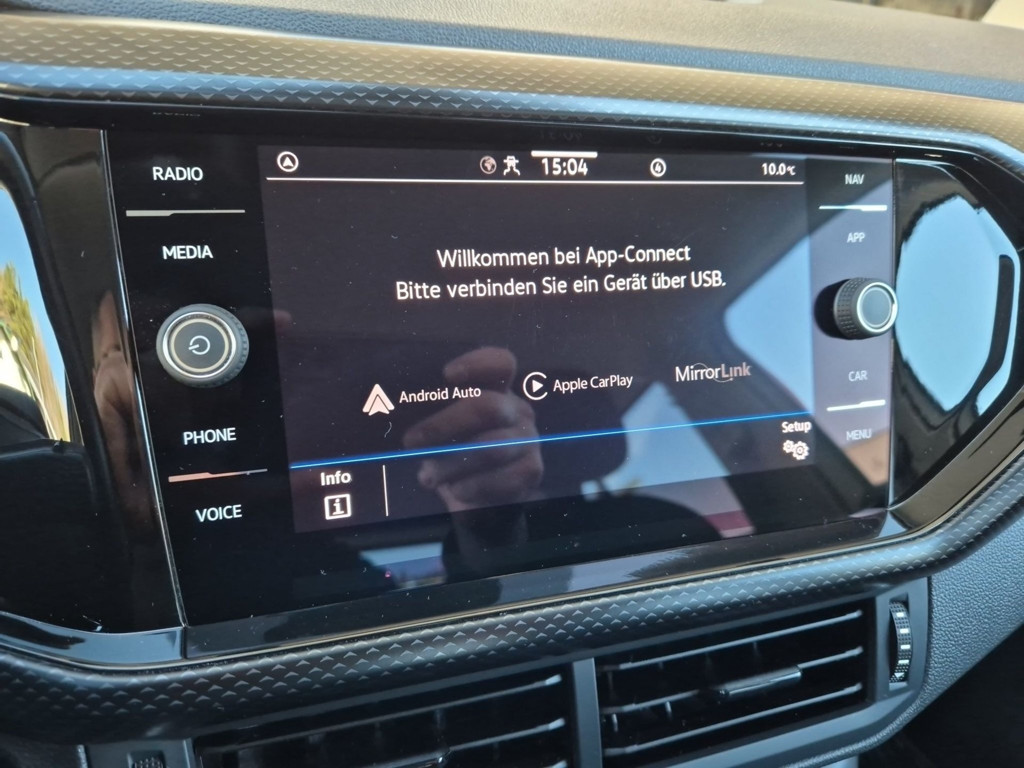 RADIO
MEDIA
PHONE
VOICE
15:04
10.0°C
Willkommen bei App-Connect
Bitte verbinden Sie ein Gerät über USB.
Android Auto
Apple CarPlay
MirrorLink
Info
i
Setup
NAV
APP
CAR
MENU